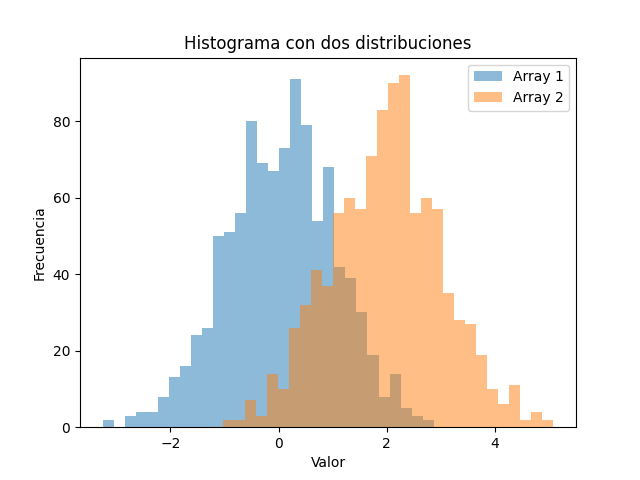 Histograma con dos distribuciones
Array 1
Array 2
80
60
40
20
0
Frecuencia
−2
0
2
4
Valor